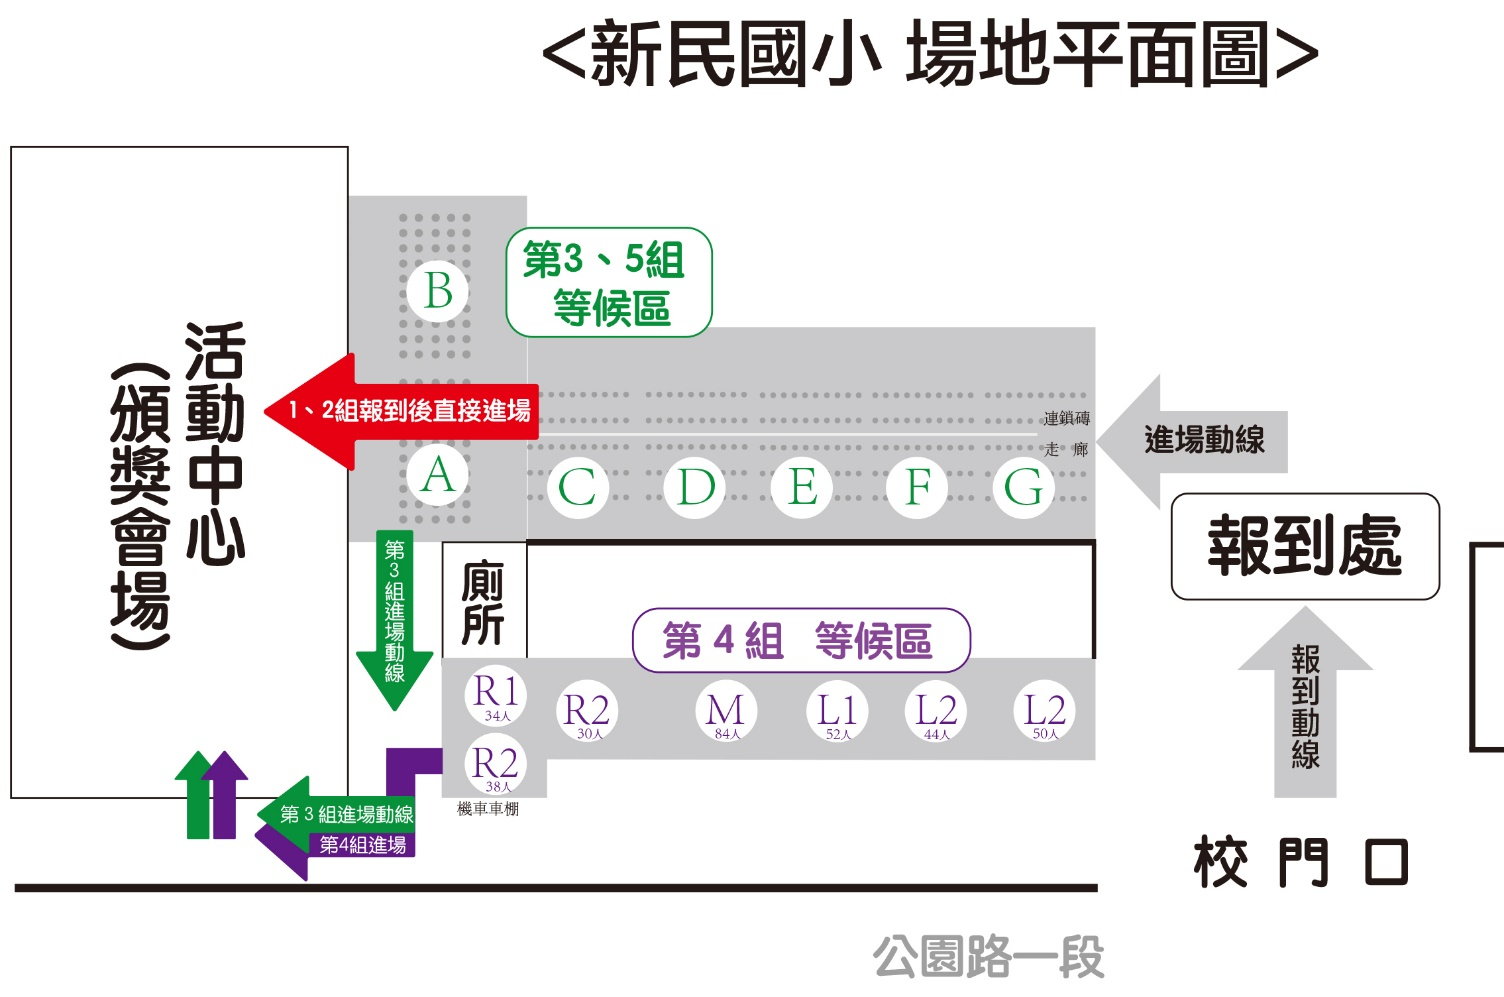 <新民國小 場地平面圖>
第3、5組
等候區
B
活動中心
(頒獎會場)
1、2組報到後直接進場
連鎖磚
走 廊
進場動線
A
C
D
E
F
G
報到處
第3組進場動線
廁所
第 4 組 等候區
報到動線
R1
34人
R2
30人
M
84人
L1
52人
L2
44人
L2
50人
R2
38人
機車車棚
第 3 組進場動線
第4組進場
校 門 口
公園路一段